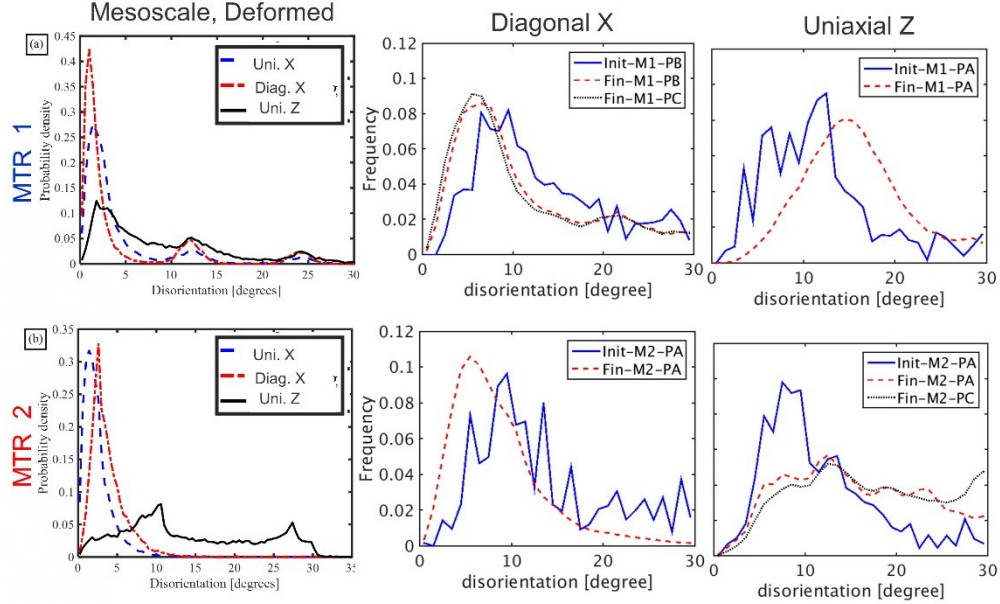 Mesoscale, Deformed
Diagonal X
Uniaxial Z
MTR 1
(a)
Probability density
0.45
0.4
0.35
0.3
0.25
0.2
0.15
0.1
0.05
0
Uni. X
Diag. X
Uni. Z
0 5 10 15 20 25 30
Disorientation [degrees]
Frequency
0.12
0.1
0.08
0.06
0.04
0.02
0
Init-M1-PB
Fin-M1-PB
Fin-M1-PC
0 10 20 30
disorientation [degree]
Init-M1-PA
Fin-M1-PA
0 10 20 30
disorientation [degree]
MTR 2
(b)
Probability density
0.35
0.3
0.25
0.2
0.15
0.1
0.05
0
Uni. X
Diag. X
Uni. Z
0 5 10 15 20 25 30 35
Disorientation [degrees]
Frequency
0.12
0.1
0.08
0.06
0.04
0.02
0
Init-M2-PA
Fin-M2-PA
0 10 20 30
disorientation [degree]
Init-M2-PA
Fin-M2-PA
Fin-M2-PC
0 10 20 30
disorientation [degree]